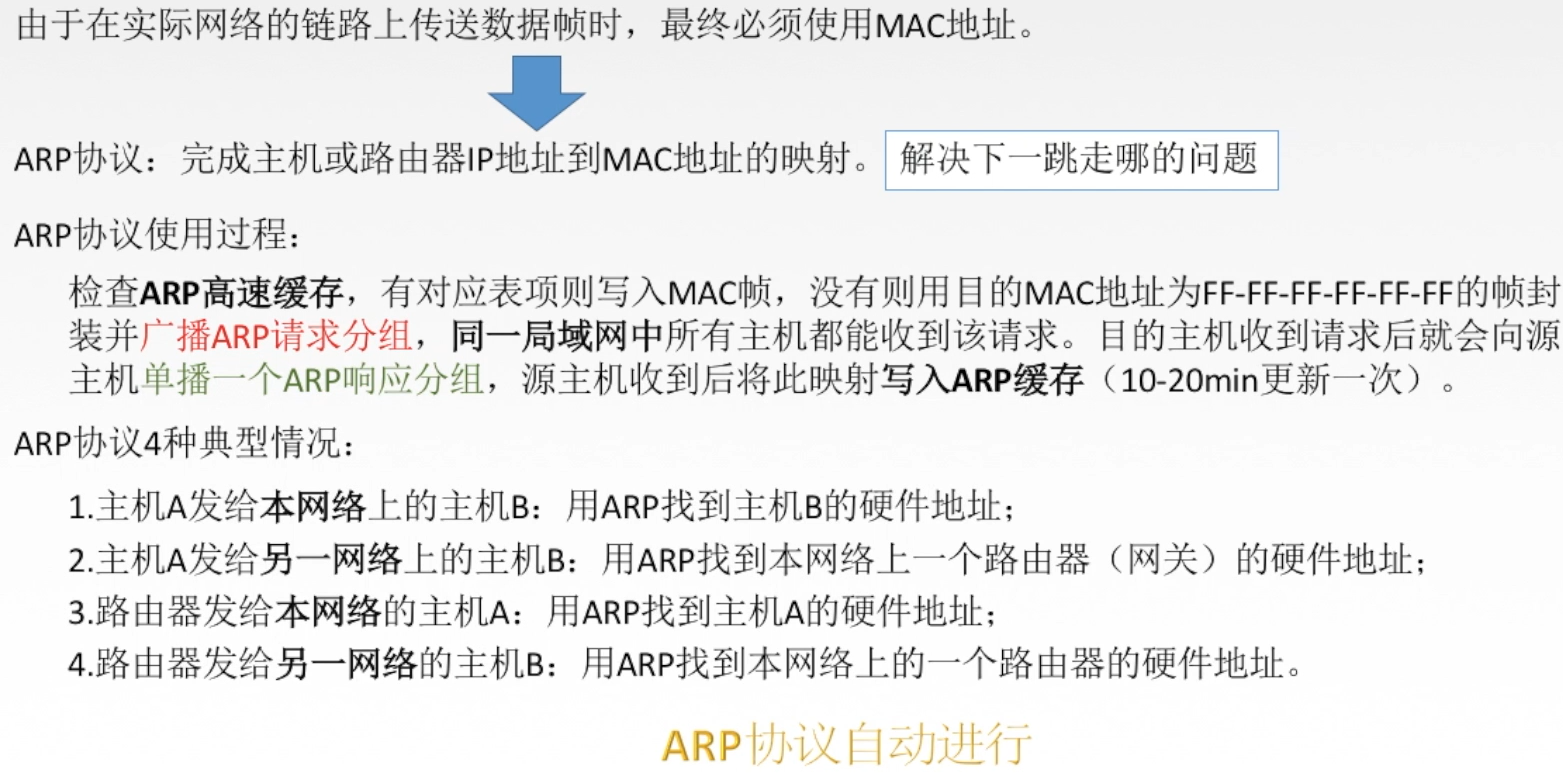 由于在实际网络的链路上传送数据帧时，最终必须使用MAC地址。
ARP协议：完成主机或路由器IP地址到MAC地址的映射。 解决下一跳走哪的问题
ARP协议使用过程：
检查ARP高速缓存，有对应表项则写入MAC帧，没有则用目的MAC地址为FF-FF-FF-FF-FF-FF的帧封
装并广播ARP请求分组，同一局域网中所有主机都能收到该请求。目的主机收到请求后就会向源
主机单播一个ARP响应分组，源主机收到后将此映射写入ARP缓存（10-20min更新一次）。
ARP协议4种典型情况：
1.主机A发给本网络上的主机B：用ARP找到主机B的硬件地址；
2.主机A发给另一网络上的主机B：用ARP找到本网络上一个路由器（网关）的硬件地址；
3.路由器发给本网络的主机A：用ARP找到主机A的硬件地址；
4.路由器发给另一网络的主机B：用ARP找到本网络上的一个路由器的硬件地址。
ARP协议自动进行